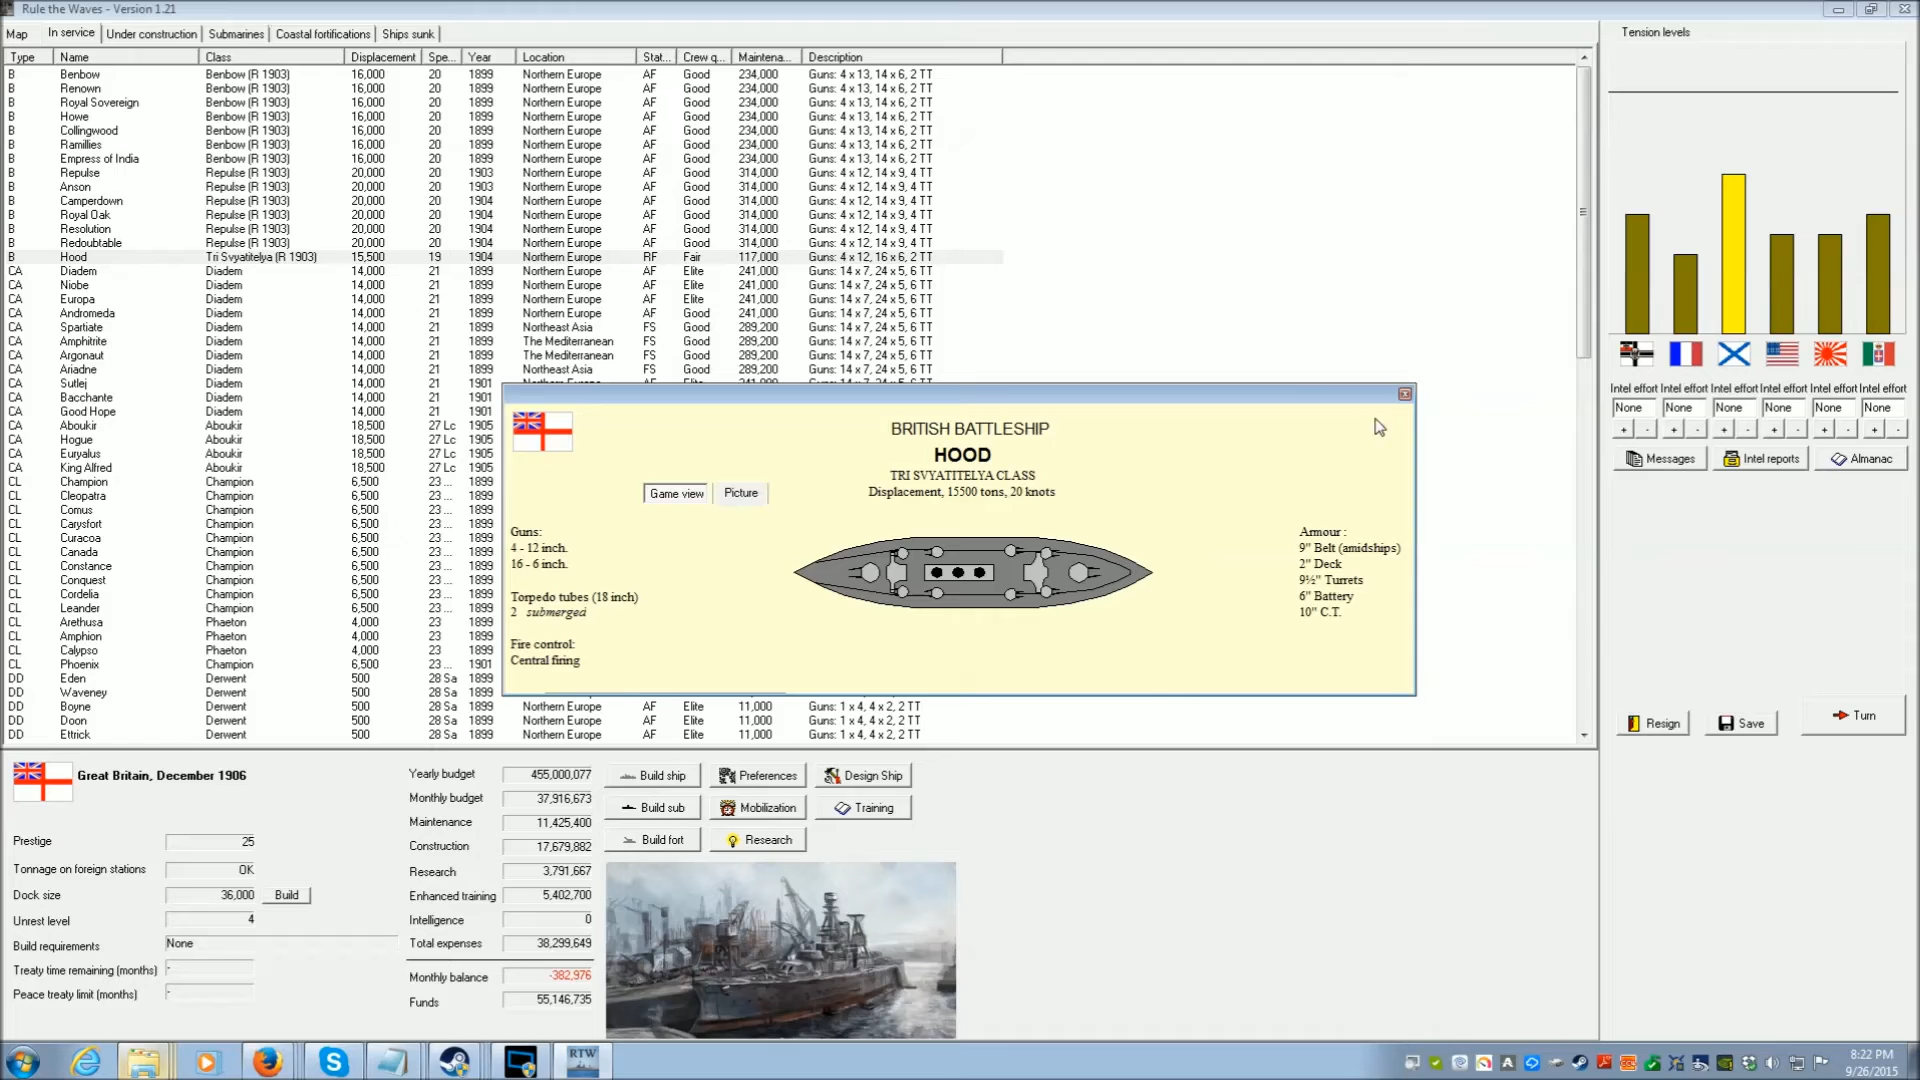 Rule the Waves - Version 1.21
Map In service Under construction Submarines Coastal fortifications Ships sunk
Type Name Class Displacement Spe... Year Location Stat... Crew q... Maintena... Description
B Benbow Benbow (R 1903) 16,000 20 1899 Northern Europe AF Good 234,000 Guns: 4 x 13, 14 x 6, 2 TT
B Renown Benbow (R 1903) 16,000 20 1899 Northern Europe AF Good 234,000 Guns: 4 x 13, 14 x 6, 2 TT
B Royal Sovereign Benbow (R 1903) 16,000 20 1899 Northern Europe AF Good 234,000 Guns: 4 x 13, 14 x 6, 2 TT
B Howe Benbow (R 1903) 16,000 20 1899 Northern Europe AF Good 234,000 Guns: 4 x 13, 14 x 6, 2 TT
B Collingwood Benbow (R 1903) 16,000 20 1899 Northern Europe AF Good 234,000 Guns: 4 x 13, 14 x 6, 2 TT
B Ramillies Benbow (R 1903) 16,000 20 1899 Northern Europe AF Good 234,000 Guns: 4 x 13, 14 x 6, 2 TT
B Empress of India Benbow (R 1903) 16,000 20 1899 Northern Europe AF Good 234,000 Guns: 4 x 13, 14 x 6, 2 TT
B Repulse Repulse (R 1903) 20,000 20 1903 Northern Europe AF Good 314,000 Guns: 4 x 12, 14 x 9, 4 TT
B Anson Repulse (R 1903) 20,000 20 1903 Northern Europe AF Good 314,000 Guns: 4 x 12, 14 x 9, 4 TT
B Camperdown Repulse (R 1903) 20,000 20 1904 Northern Europe AF Good 314,000 Guns: 4 x 12, 14 x 9, 4 TT
B Royal Oak Repulse (R 1903) 20,000 20 1904 Northern Europe AF Good 314,000 Guns: 4 x 12, 14 x 9, 4 TT
B Resolution Repulse (R 1903) 20,000 20 1904 Northern Europe AF Good 314,000 Guns: 4 x 12, 14 x 9, 4 TT
B Redoubtable Repulse (R 1903) 20,000 20 1904 Northern Europe AF Good 314,000 Guns: 4 x 12, 14 x 9, 4 TT
B Hood Tri Svyatitelya (R 1903) 15,500 19 1904 Northern Europe RF Fair 117,000 Guns: 4 x 12, 16 x 6, 2 TT
CA Diadem Diadem 14,000 21 1899 Northern Europe AF Elite 241,000 Guns: 14 x 7, 24 x 5, 6 TT
CA Niobe Diadem 14,000 21 1899 Northern Europe AF Elite 241,000 Guns: 14 x 7, 24 x 5, 6 TT
CA Europa Diadem 14,000 21 1899 Northern Europe AF Elite 241,000 Guns: 14 x 7, 24 x 5, 6 TT
CA Andromeda Diadem 14,000 21 1899 Northern Europe AF Good 241,000 Guns: 14 x 7, 24 x 5, 6 TT
CA Spartiate Diadem 14,000 21 1899 Northeast Asia FS Good 289,200 Guns: 14 x 7, 24 x 5, 6 TT
CA Amphitrite Diadem 14,000 21 1899 The Mediterranean FS Good 289,200 Guns: 14 x 7, 24 x 5, 6 TT
CA Argonaut Diadem 14,000 21 1899 The Mediterranean FS Good 289,200 Guns: 14 x 7, 24 x 5, 6 TT
CA Ariadne Diadem 14,000 21 1899 Northeast Asia FS Good 289,200 Guns: 14 x 7, 24 x 5, 6 TT
CA Sutlej Diadem 14,000 21 1901 Northern Europe AF Elite 241,000 Guns: 14 x 7, 24 x 5, 6 TT
CA Bacchante Diadem 14,000 21 1901
CA Good Hope Diadem 14,000 21 1901
CA Aboukir Aboukir 18,500 27 Lc 1905
CA Hogue Aboukir 18,500 27 Lc 1905
CA Euryalus Aboukir 18,500 27 Lc 1905
CA King Alfred Aboukir 18,500 27 Lc 1905
CL Champion Champion 6,500 23 ... 1899
CL Cleopatra Champion 6,500 23 ... 1899
CL Comus Champion 6,500 23 ... 1899
CL Carysfort Champion 6,500 23 ... 1899
CL Curacoa Champion 6,500 23 ... 1899
CL Canada Champion 6,500 23 ... 1899
CL Constance Champion 6,500 23 ... 1899
CL Conquest Champion 6,500 23 ... 1899
CL Cordelia Champion 6,500 23 ... 1899
CL Leander Champion 6,500 23 ... 1899
CL Arethusa Phaeton 4,000 23 1899
CL Amphion Phaeton 4,000 23 1899
CL Calypso Phaeton 4,000 23 1899
CL Phoenix Champion 6,500 23 ... 1901
DD Eden Derwent 500 28 Sa 1899
DD Waveney Derwent 500 28 Sa 1899
DD Boyne Derwent 500 28 Sa 1899 Northern Europe AF Elite 11,000 Guns: 1 x 4, 4 x 2, 2 TT
DD Doon Derwent 500 28 Sa 1899 Northern Europe AF Elite 11,000 Guns: 1 x 4, 4 x 2, 2 TT
DD Ettrick Derwent 500 28 Sa 1899 Northern Europe AF Elite 11,000 Guns: 1 x 4, 4 x 2, 2 TT
BRITISH BATTLESHIP
HOOD
TRI SVYATITELYA CLASS
Displacement, 15500 tons, 20 knots
Game view Picture
Guns:
4 - 12 inch.
16 - 6 inch.
Torpedo tubes (18 inch)
2 submerged
Fire control:
Central firing
Armour :
9" Belt (amidships)
2" Deck
9½" Turrets
6" Battery
10" C.T.
Tension levels
Intel effort Intel effort Intel effort Intel effort Intel effort Intel effort
None None None None None None
+ - + - + - + - + - + -
Messages Intel reports Almanac
Resign Save Turn
Great Britain, December 1906
Prestige 25
Tonnage on foreign stations OK
Dock size 36,000 Build
Unrest level 4
Build requirements None
Treaty time remaining (months) -
Peace treaty limit (months) -
Yearly budget 455,000,077
Monthly budget 37,916,673
Maintenance 11,425,400
Construction 17,679,882
Research 3,791,667
Enhanced training 5,402,700
Intelligence 0
Total expenses 38,299,649
Monthly balance -382,976
Funds 55,146,735
Build ship Preferences Design Ship
Build sub Mobilization Training
Build fort Research
RTW
8:22 PM
9/26/2015